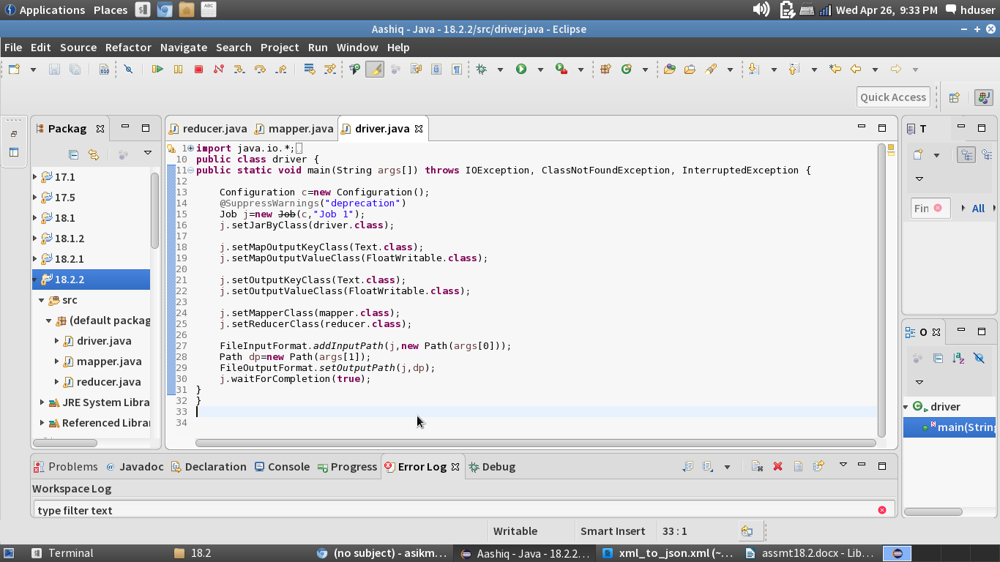 Applications Places Wed Apr 26, 9:33 PM hduser
Aashiq - Java - 18.2.2/src/driver.java - Eclipse
File Edit Source Refactor Navigate Search Project Run Window Help
Quick Access
Packag
17.1
17.5
18.1
18.1.2
18.2.1
18.2.2
src
(default packag
driver.java
mapper.java
reducer.java
JRE System Libra
Referenced Librar
reducer.java mapper.java driver.java
1 import java.io.*;
10 public class driver {
11 public static void main(String args[]) throws IOException, ClassNotFoundException, InterruptedException {
12
13 Configuration c=new Configuration();
14 @SuppressWarnings("deprecation")
15 Job j=new Job(c,"Job 1");
16 j.setJarByClass(driver.class);
17
18 j.setMapOutputKeyClass(Text.class);
19 j.setMapOutputValueClass(FloatWritable.class);
20
21 j.setOutputKeyClass(Text.class);
22 j.setOutputValueClass(FloatWritable.class);
23
24 j.setMapperClass(mapper.class);
25 j.setReducerClass(reducer.class);
26
27 FileInputFormat.addInputPath(j,new Path(args[0]));
28 Path dp=new Path(args[1]);
29 FileOutputFormat.setOutputPath(j,dp);
30 j.waitForCompletion(true);
31 }
32 }
33
34
T
Fin All
O
driver
main(String
Problems @ Javadoc Declaration Console Progress Error Log Debug
Workspace Log
type filter text
Writable Smart Insert 33 : 1
Terminal 18.2 (no subject) - asikm... Aashiq - Java - 18.2.2... xml_to_json.xml (~... assmt18.2.docx - Lib...